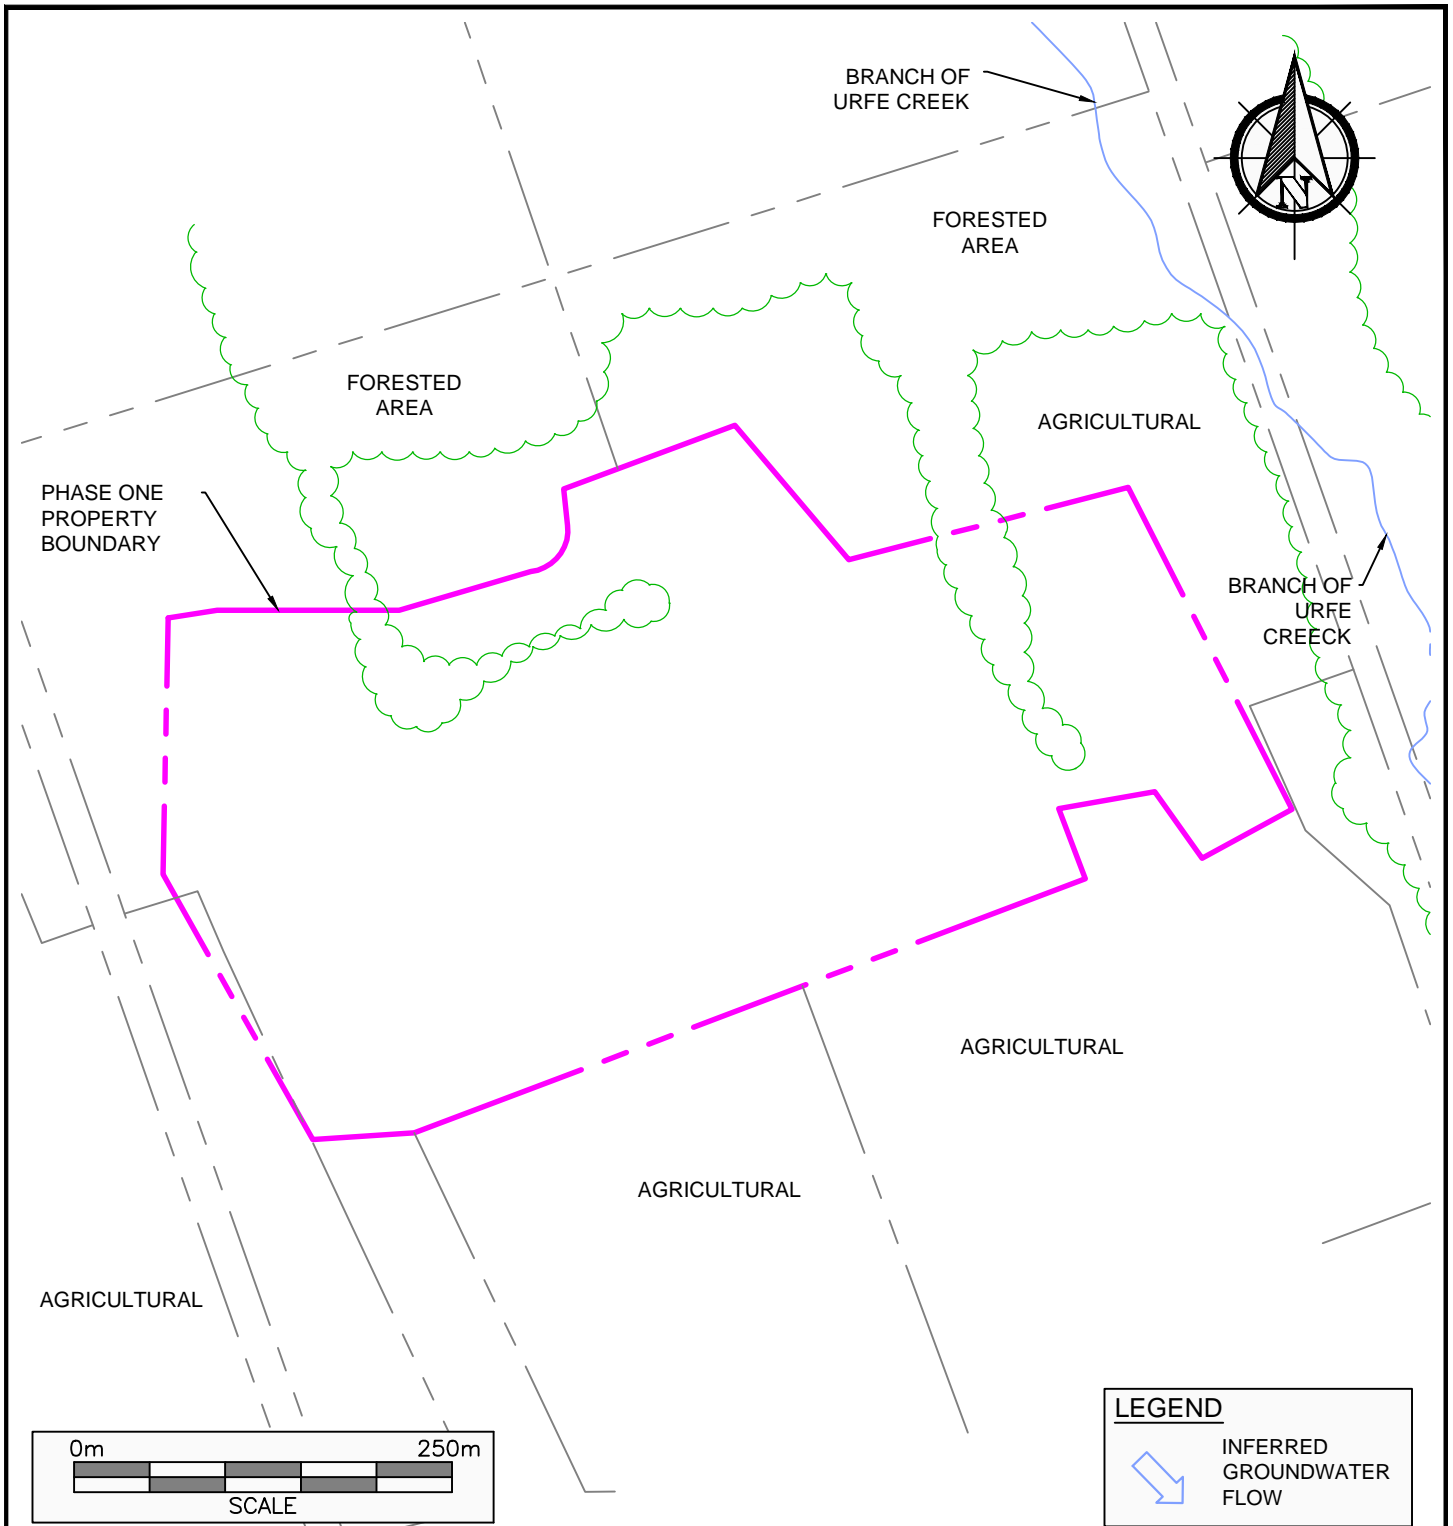 BRANCH OF
URFE CREEK
N
FORESTED
AREA
FORESTED
AREA
AGRICULTURAL
PHASE ONE
PROPERTY
BOUNDARY
BRANCH OF
URFE
CREECK
AGRICULTURAL
AGRICULTURAL
AGRICULTURAL
0m 250m
SCALE
LEGEND
INFERRED
GROUNDWATER
FLOW